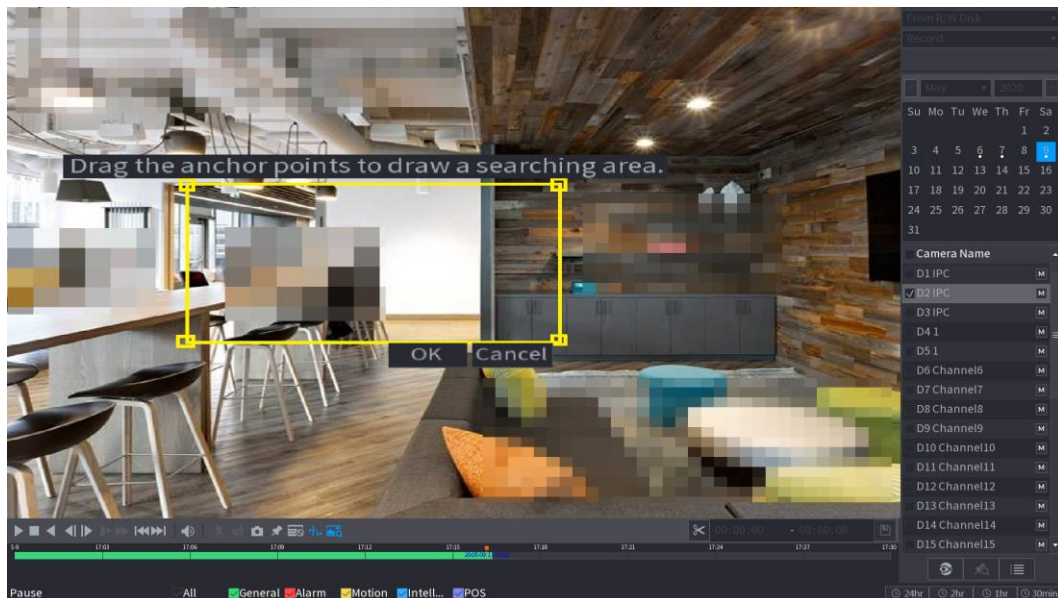 From R/W Disk
Record
May 2020
Su Mo Tu We Th Fr Sa
1 2
3 4 5 6 7 8 9
10 11 12 13 14 15 16
17 18 19 20 21 22 23
24 25 26 27 28 29 30
31
Drag the anchor points to draw a searching area.
OK Cancel
Camera Name
D1 IPC M
D2 IPC M
D3 IPC M
D4 1 M
D5 1 M
D6 Channel6 M
D7 Channel7 M
D8 Channel8 M
D9 Channel9 M
D10 Channel10 M
D11 Channel11 M
D12 Channel12 M
D13 Channel13 M
D14 Channel14 M
D15 Channel15 M
00:00:00 - 00:00:00
5-9 17:03 17:06 17:09 17:12 17:15 17:18 17:21 17:24 17:27 17:30
Pause All General Alarm Motion Intell... POS
24hr 2hr 1hr 30min